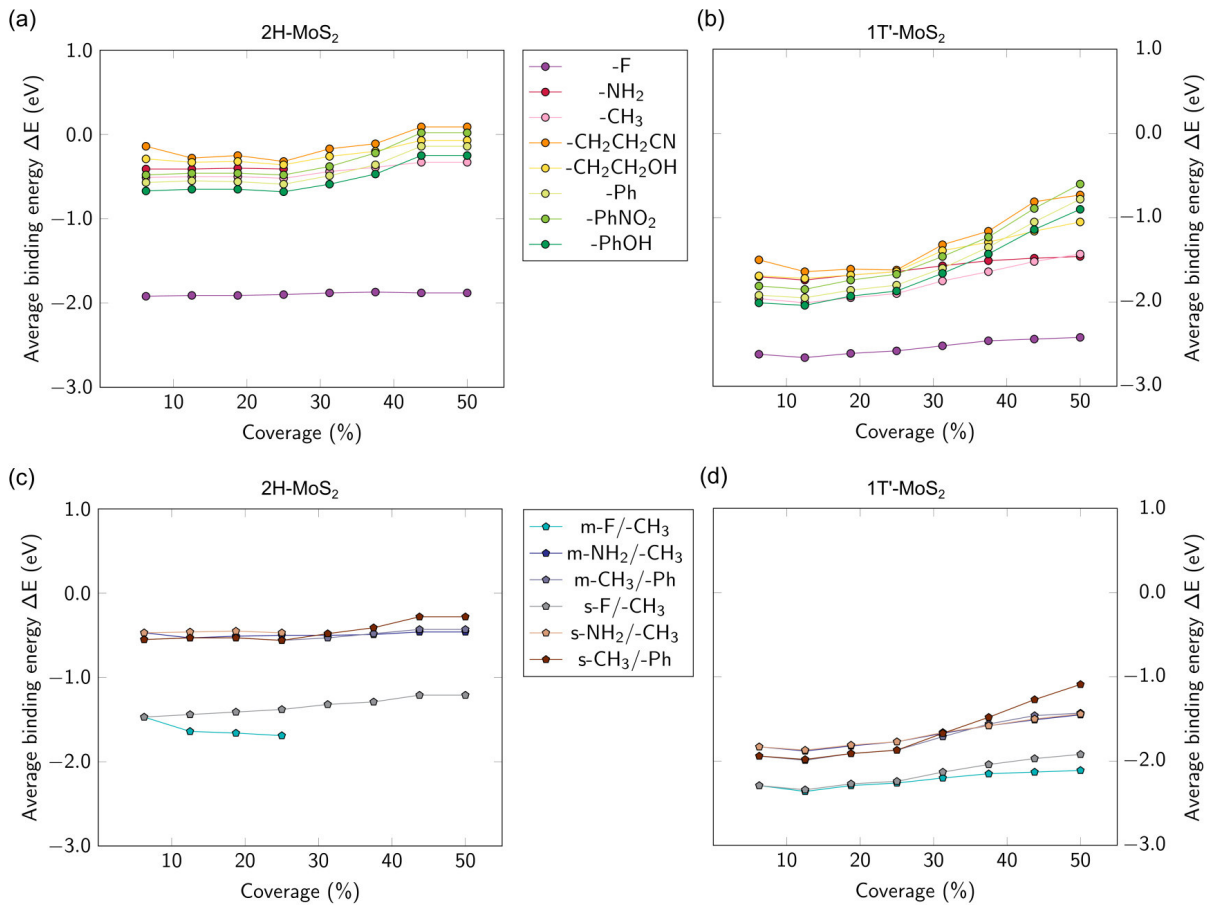 (a)
2H-MoS₂
Average binding energy ΔE (eV)
1.0
0.0
−1.0
−2.0
−3.0
10 20 30 40 50
Coverage (%)
-F
-NH₂
-CH₃
-CH₂CH₂CN
-CH₂CH₂OH
-Ph
-PhNO₂
-PhOH
(b)
1T'-MoS₂
1.0
0.0
−1.0
−2.0
−3.0
Average binding energy ΔE (eV)
10 20 30 40 50
Coverage (%)
(c)
2H-MoS₂
Average binding energy ΔE (eV)
1.0
0.0
−1.0
−2.0
−3.0
10 20 30 40 50
Coverage (%)
m-F/-CH₃
m-NH₂/-CH₃
m-CH₃/-Ph
s-F/-CH₃
s-NH₂/-CH₃
s-CH₃/-Ph
(d)
1T'-MoS₂
1.0
0.0
−1.0
−2.0
−3.0
Average binding energy ΔE (eV)
10 20 30 40 50
Coverage (%)